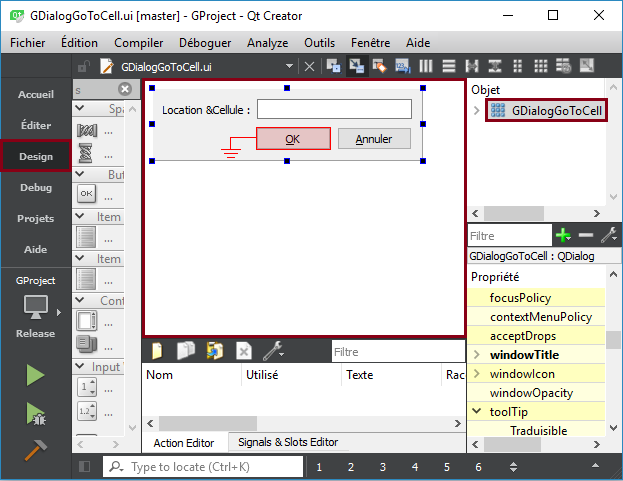 GDialogGoToCell.ui [master] - GProject - Qt Creator
Fichier Édition Compiler Déboguer Analyze Outils Fenêtre Aide
GDialogGoToCell.ui
Accueil
Éditer
Design
Debug
Projets
Aide
GProject
Release
s
Spa
...
...
But
OK ...
Item
...
Item
...
Cont
...
...
Input
1 ...
1.2 ...
Location &Cellule :
OK Annuler
Objet
GDialogGoToCell
Filtre
GDialogGoToCell : QDialog
Propriété
focusPolicy
contextMenuPolicy
acceptDrops
windowTitle
windowIcon
windowOpacity
toolTip
Traduisible
Filtre
Nom Utilisé Texte Rac
Action Editor Signals & Slots Editor
Type to locate (Ctrl+K) 1 2 3 4 5 6